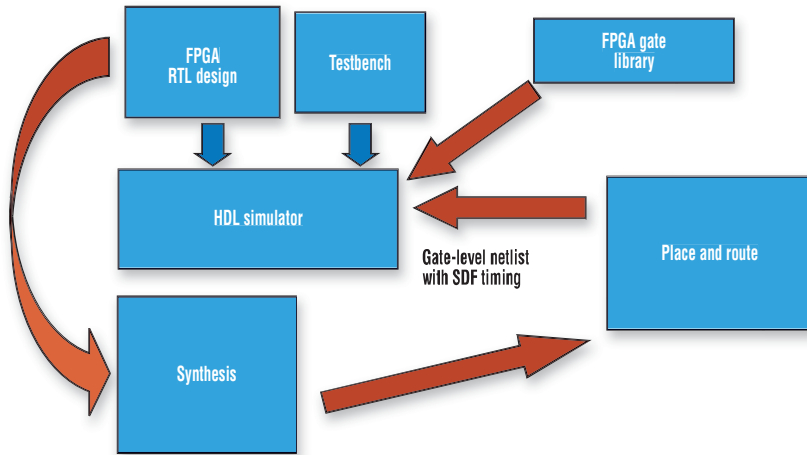 FPGA
RTL design
Testbench
FPGA gate
library
HDL simulator
Place and route
Gate-level netlist
with SDF timing
Synthesis